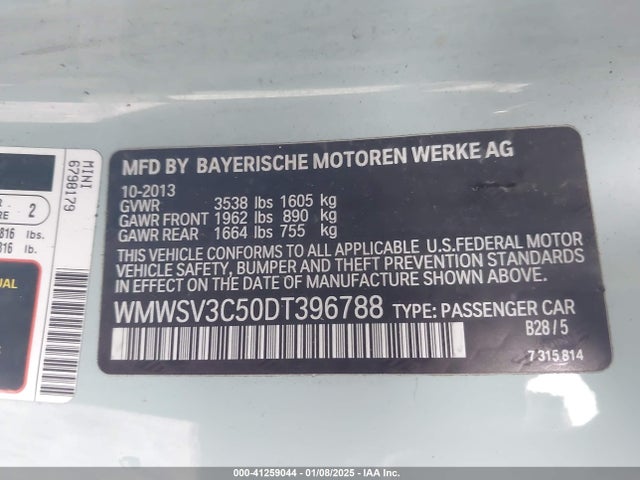 MFD BY BAYERISCHE MOTOREN WERKE AG
10-2013
GVWR 3538 lbs 1605 kg
GAWR FRONT 1962 lbs 890 kg
GAWR REAR 1664 lbs 755 kg
THIS VEHICLE CONFORMS TO ALL APPLICABLE U.S.FEDERAL MOTOR
VEHICLE SAFETY, BUMPER AND THEFT PREVENTION STANDARDS
IN EFFECT ON THE DATE OF MANUFACTURE SHOWN ABOVE.
WMWSV3C50DT396788 TYPE: PASSENGER CAR
B28/5
7 315 814
MINI
6798179
2
816 lbs.
816 lb.
000-41259044 - 01/08/2025 - IAA Inc.